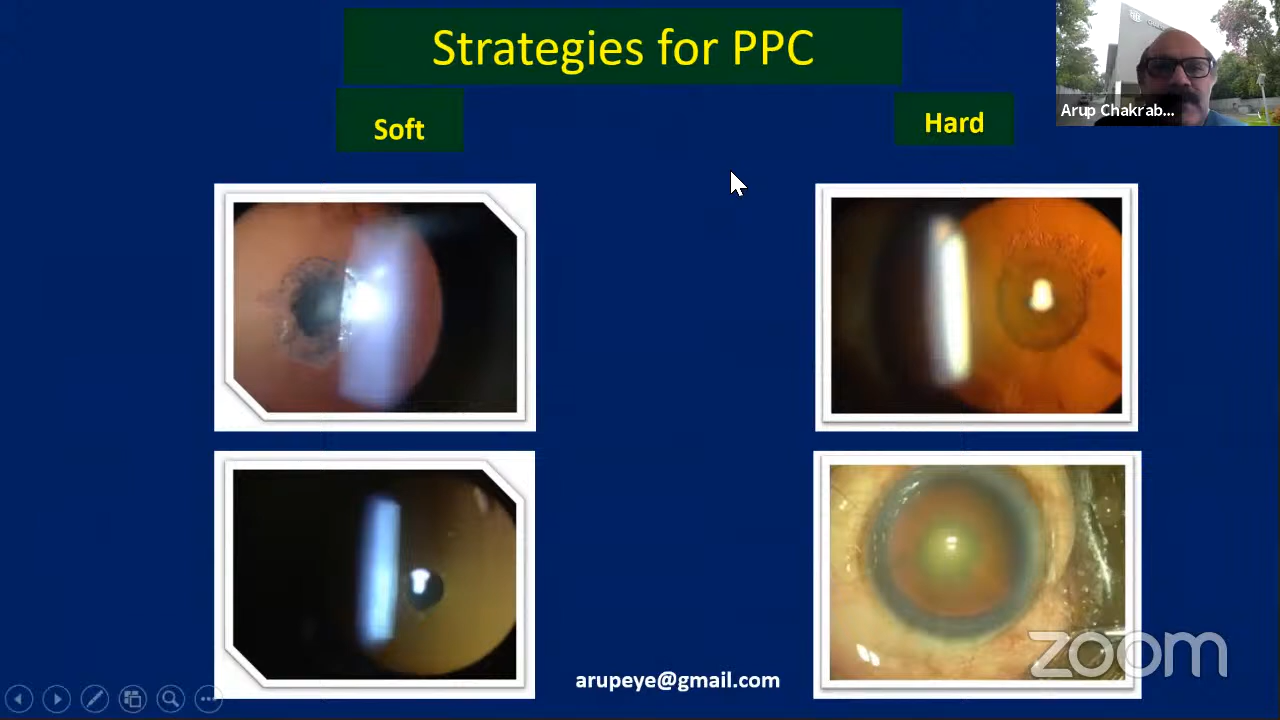 Strategies for PPC
Arup Chakrab...
Soft
Hard
zoom
arupeye@gmail.com